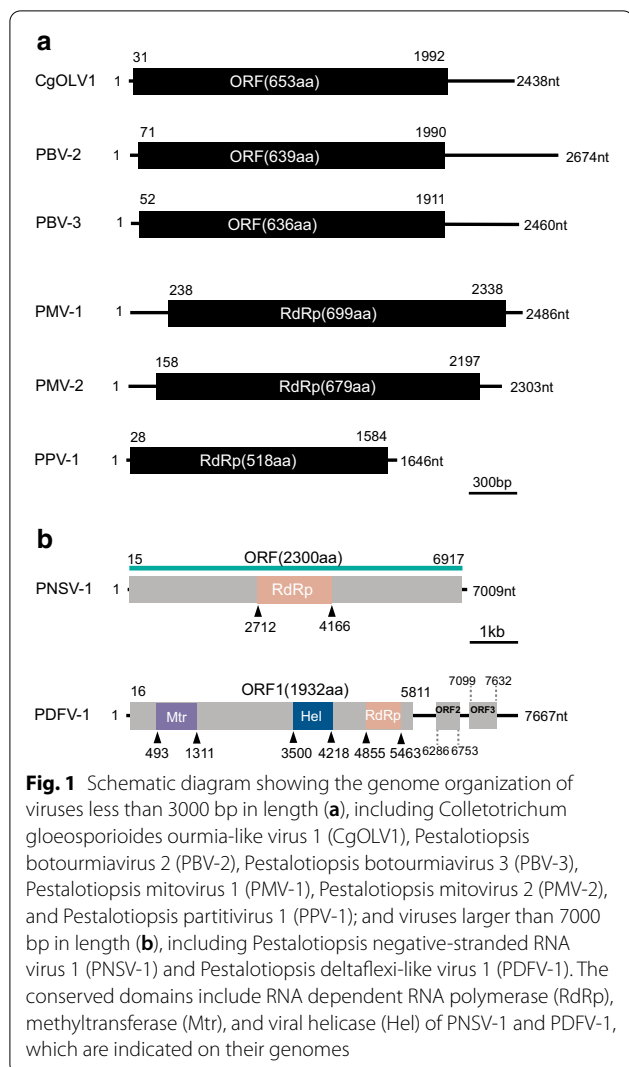 a
31 1992
CgOLV1 1 ORF(653aa) 2438nt
71 1990
PBV-2 1 ORF(639aa) 2674nt
52 1911
PBV-3 1 ORF(636aa) 2460nt
238 2338
PMV-1 1 RdRp(699aa) 2486nt
158 2197
PMV-2 1 RdRp(679aa) 2303nt
28 1584
PPV-1 1 RdRp(518aa) 1646nt
300bp
b
15 ORF(2300aa) 6917
PNSV-1 1 RdRp 7009nt
2712 4166
1kb
16 ORF1(1932aa) 5811 7099 7632
PDFV-1 1 Mtr Hel RdRp ORF2 ORF3 7667nt
493 1311 3500 4218 4855 5463 6286 6753
Fig. 1 Schematic diagram showing the genome organization of
viruses less than 3000 bp in length (a), including Colletotrichum
gloeosporioides ourmia-like virus 1 (CgOLV1), Pestalotiopsis
botourmiavirus 2 (PBV-2), Pestalotiopsis botourmiavirus 3 (PBV-3),
Pestalotiopsis mitovirus 1 (PMV-1), Pestalotiopsis mitovirus 2 (PMV-2),
and Pestalotiopsis partitivirus 1 (PPV-1); and viruses larger than 7000
bp in length (b), including Pestalotiopsis negative-stranded RNA
virus 1 (PNSV-1) and Pestalotiopsis deltaflexi-like virus 1 (PDFV-1). The
conserved domains include RNA dependent RNA polymerase (RdRp),
methyltransferase (Mtr), and viral helicase (Hel) of PNSV-1 and PDFV-1,
which are indicated on their genomes